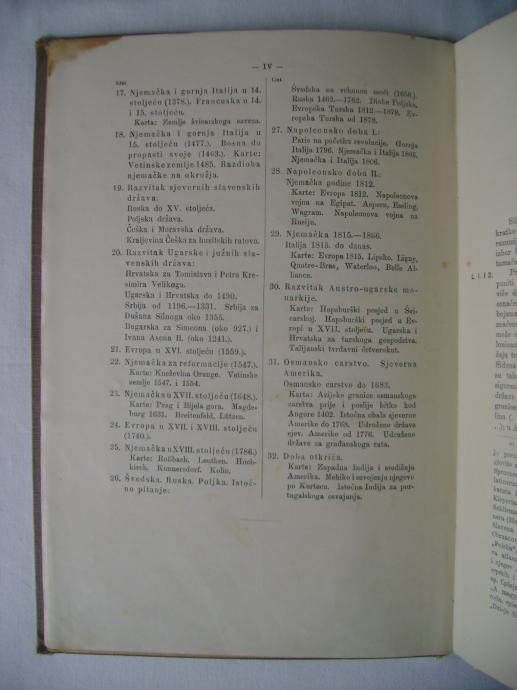 — IV —
List
17. Njemačka i gornja Italija u 14.
stoljeću (1378.). Francuska u 14.
i 15. stoljeću.
Karta: Zemlje švicarskoga saveza.
18. Njemačka i gornja Italija u
15. stoljeću (1477.). Bosna do
propasti svoje (1463.). Karte:
Vetinske zemlje 1485. Razdioba
njemačke na okružja.
19. Razvitak sjevernih slavenskih
država:
Ruska do XV. stoljeća.
Poljska država.
Češka i Moravska država.
Kraljevina Češka za husitskih ratova.
20. Razvitak Ugarske i južnih sla-
venskih država:
Hrvatska za Tomislava i Petra Kre-
simira Velikoga.
Ugarska i Hrvatska do 1490.
Srbija od 1196.—1331. Srbija za
Dušana Silnoga oko 1355.
Bugarska za Simeona (oko 927.) i
Ivana Asena II. (oko 1241.).
21. Evropa u XVI. stoljeću (1559.).
22. Njemačka za reformacije (1547.).
Karte: Kneževina Orange. Vetinske
zemlje 1547. i 1554.
23. Njemačka u XVII. stoljeću (1648.).
Karte: Prag i Bijela gora. Magde-
burg 1631. Breitenfeld. Lützen.
24. Evropa u XVII. i XVIII. stoljeću
(1740.).
25. Njemačka u XVIII. stoljeću (1786.)
Karte: Roßbach. Leuthen. Hoch-
kirch. Kunnersdorf. Kolin.
26. Švedska. Ruska. Poljka. Istoč-
no pitanje:
List
Švedska na vrhuncu moći (1658.).
Ruska 1462.—1762. Dioba Poljske.
Evropska Turska 1812.—1878. Ev-
ropska Turska od 1878.
27. Napoleonsko doba I.:
Paris na početku revolucije. Gornja
Italija 1796. Njemačka i Italija 1803.
Njemačka i Italija 1806.
28. Napoleonsko doba II.:
Njemačka godine 1812.
Karte: Evropa 1812. Napoleonova
vojna na Egipat. Aspern, Esling,
Wagram. Napoleonova vojna na
Rusiju.
29. Njemačka 1815.—1866.
Italija 1815. do danas.
Karte: Evropa 1815. Lipsko. Ligny,
Quatre-Bras, Waterloo, Belle Al-
liance.
30. Razvitak Austro-ugarske mo-
narkije.
Karte: Hapsburški posjed u Švi-
carskoj. Hapsburški posjed u Ev-
ropi u XVII. stoljeću. Ugarska i
Hrvatska za turskoga gospodstva.
Talijanski tvrđavni četverokut.
31. Osmansko carstvo. Sjeverna
Amerika.
Osmansko carstvo do 1683.
Karta: Azijske granice osmanskoga
carstva prije i poslije bitke kod
Angore 1402. Istočna obala sjeverne
Amerike do 1763. Udružene države
sjev. Amerike od 1776. Udružene
države za građanskoga rata.
32. Doba otkrića.
Karte: Zapadna Indija i središnja
Amerika. Mehiko i osvojenje njegovo
po Kortecu. Istočna Indija za por-
tugalskoga osvajanja.